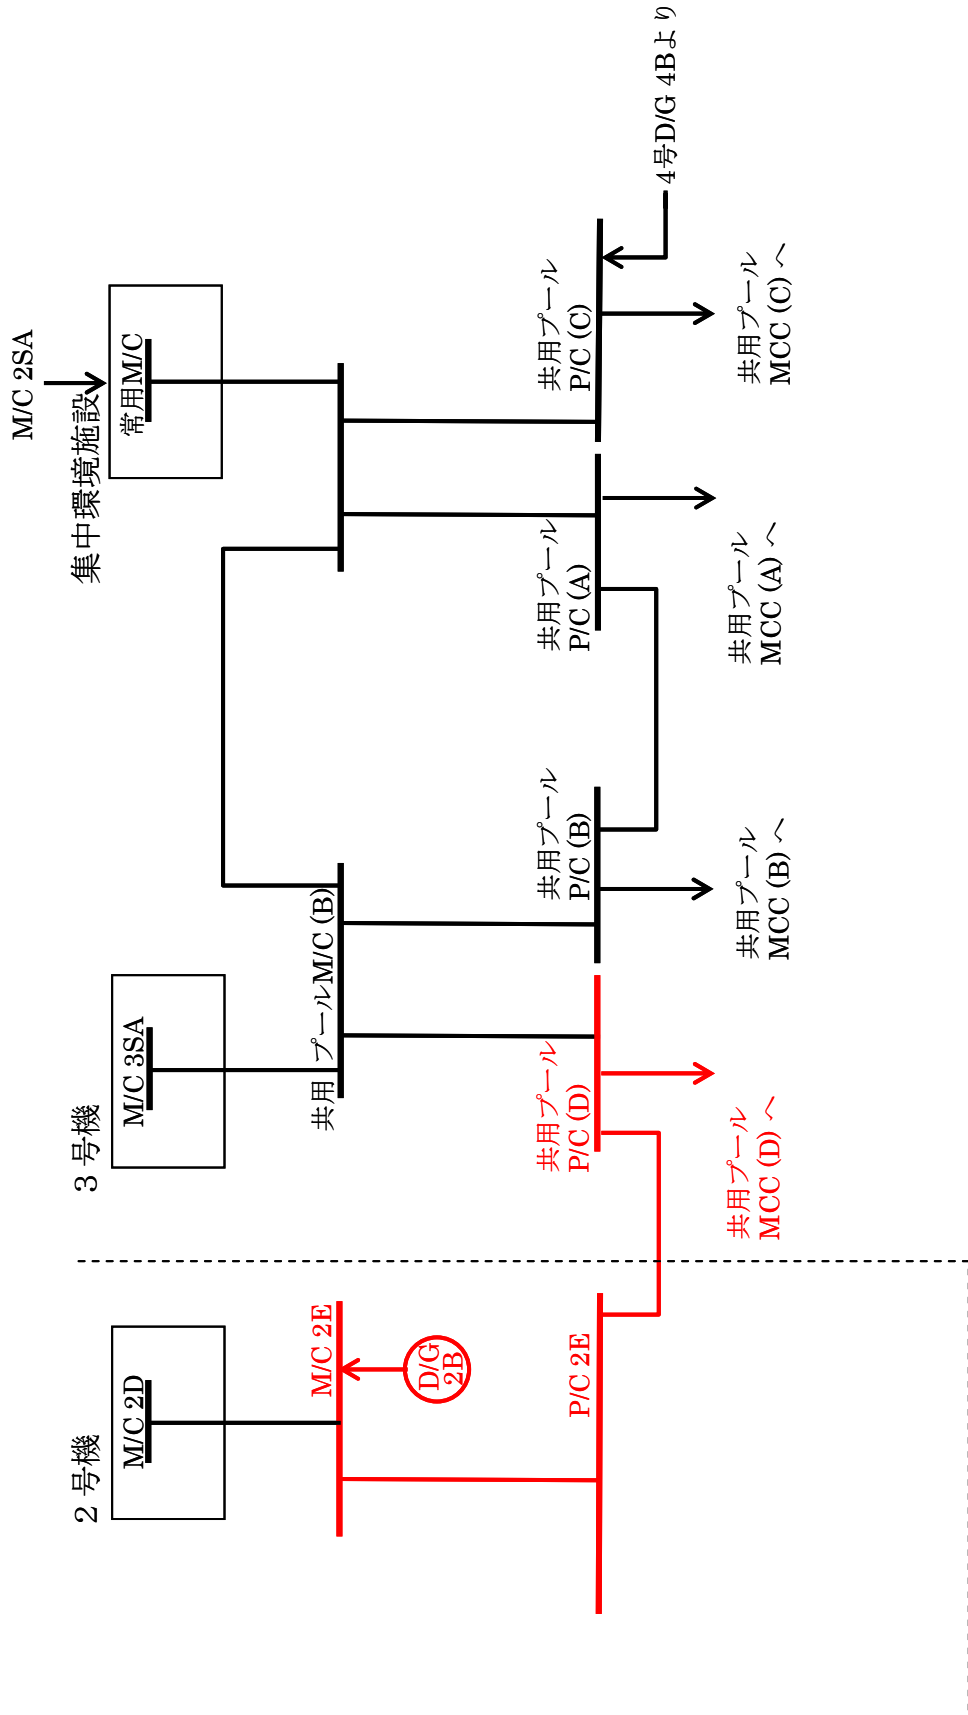 2号機
M/C 2D
M/C 2E
D/G
2B
P/C 2E
3号機
M/C 3SA
共用プールM/C (B)
共用プール
P/C (D)
共用プール
MCC (D) へ
共用プール
P/C (B)
共用プール
MCC (B) へ
M/C 2SA
集中環境施設
常用M/C
共用プール
P/C (A)
共用プール
MCC (A) へ
共用プール
P/C (C)
共用プール
MCC (C) へ
4号D/G 4Bより